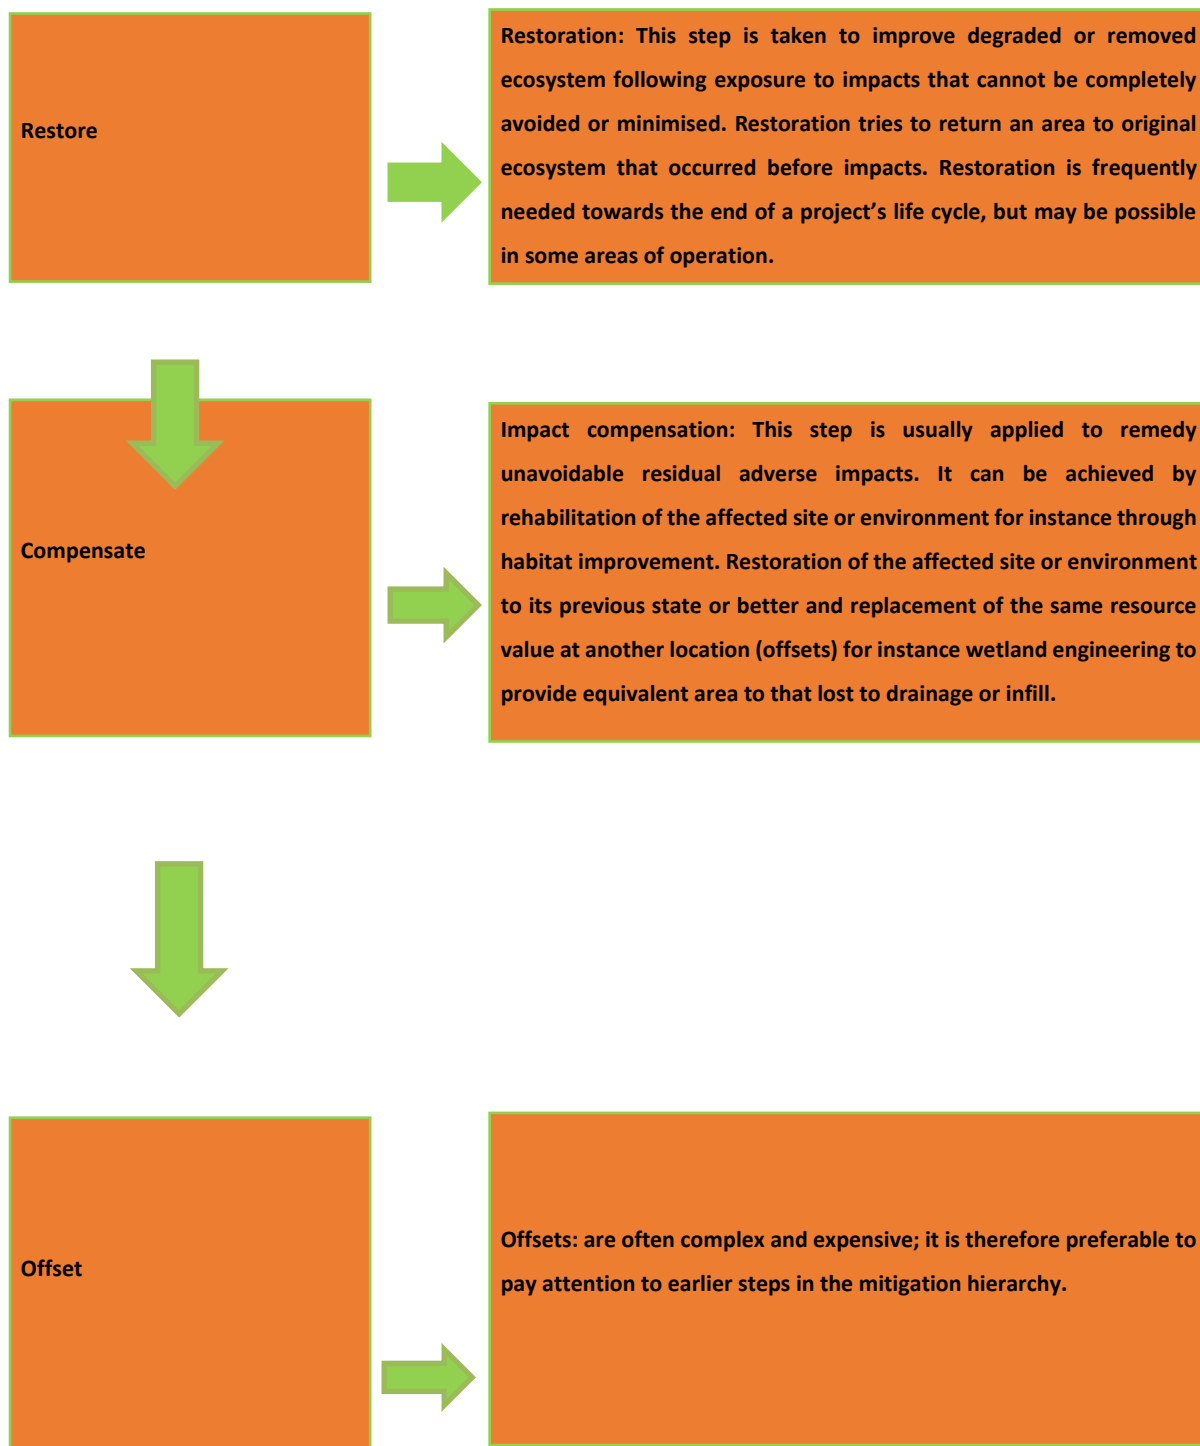 Restore
Restoration: This step is taken to improve degraded or removed
ecosystem following exposure to impacts that cannot be completely
avoided or minimised. Restoration tries to return an area to original
ecosystem that occurred before impacts. Restoration is frequently
needed towards the end of a project’s life cycle, but may be possible
in some areas of operation.
Compensate
Impact compensation: This step is usually applied to remedy
unavoidable residual adverse impacts. It can be achieved by
rehabilitation of the affected site or environment for instance through
habitat improvement. Restoration of the affected site or environment
to its previous state or better and replacement of the same resource
value at another location (offsets) for instance wetland engineering to
provide equivalent area to that lost to drainage or infill.
Offset
Offsets: are often complex and expensive; it is therefore preferable to
pay attention to earlier steps in the mitigation hierarchy.